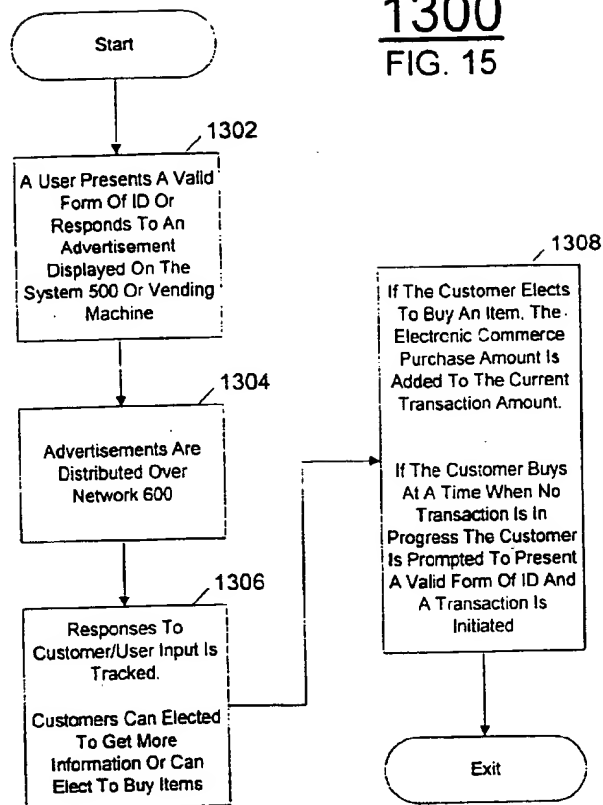 1300
FIG. 15
Start
1302
A User Presents A Valid
Form Of ID Or
Responds To An
Advertisement
Displayed On The
System 500 Or Vending
Machine
1304
Advertisements Are
Distributed Over
Network 600
1306
Responses To
Customer/User Input Is
Tracked.
Customers Can Elected
To Get More
Information Or Can
Elect To Buy Items
1308
If The Customer Elects
To Buy An Item, The
Electronic Commerce
Purchase Amount Is
Added To The Current
Transaction Amount.
If The Customer Buys
At A Time When No
Transaction Is In
Progress The Customer
Is Prompted To Present
A Valid Form Of ID And
A Transaction Is
Initiated
Exit